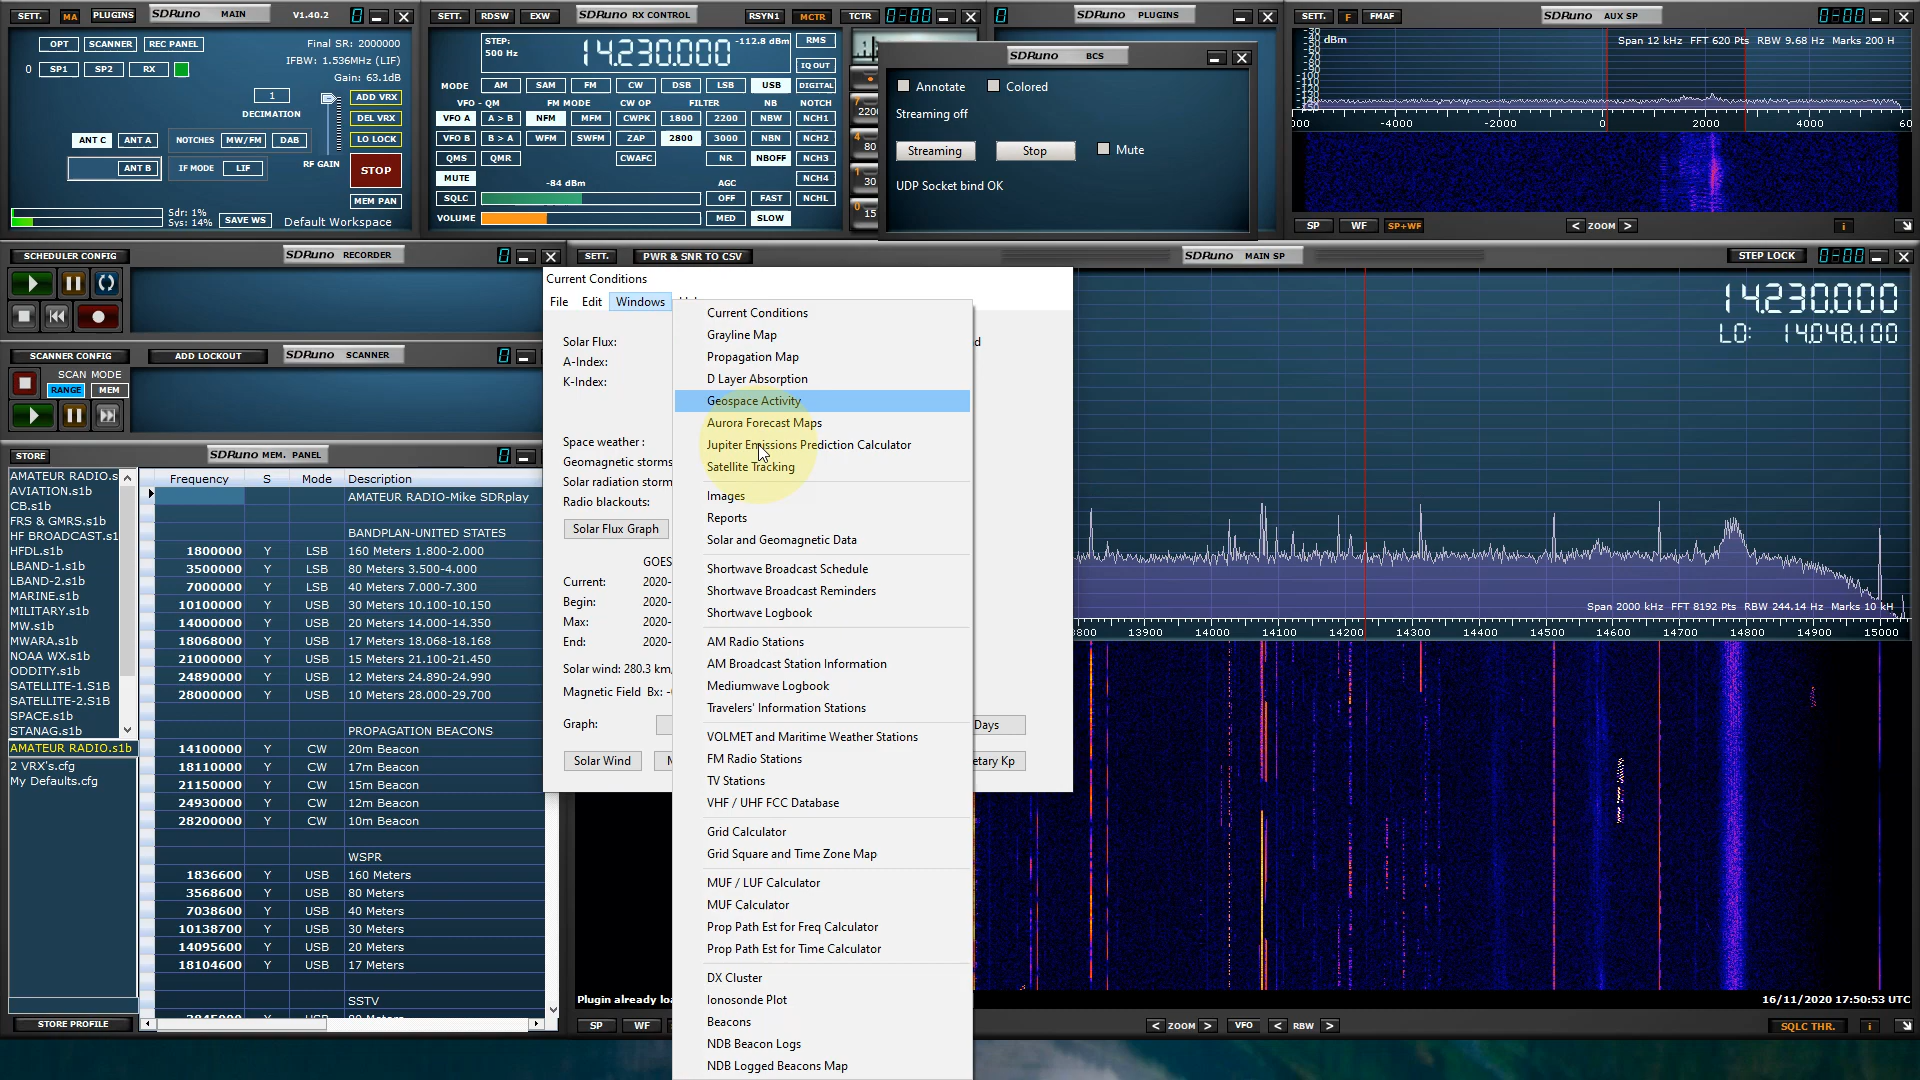 SETT.
MA
PLUGINS
SDRuno MAIN
V1.40.2
OPT
SCANNER
REC PANEL
Final SR: 2000000
IFBW: 1.536MHz (LIF)
Gain: 63.1dB
0
SP1
SP2
RX
1
DECIMATION
ADD VRX
DEL VRX
LO LOCK
ANT C
ANT A
NOTCHES
MW/FM
DAB
ANT B
IF MODE
LIF
RF GAIN
STOP
MEM PAN
Sdr: 1%
Sys: 14%
SAVE WS
Default Workspace
SETT.
RDSW
EXW
SDRuno RX CONTROL
RSYN1
MCTR
TCTR
0-00
STEP:
500 Hz
14.230.000
-112.8 dBm
RMS
IQ OUT
MODE
AM
SAM
FM
CW
DSB
LSB
USB
DIGITAL
VFO - QM
FM MODE
CW OP
FILTER
NB
NOTCH
VFO A
A > B
NFM
MFM
CWPK
1800
2200
NBW
NCH1
VFO B
B > A
WFM
SWFM
ZAP
2800
3000
NBN
NCH2
QMS
QMR
CWAFC
NR
NBOFF
NCH3
MUTE
-84 dBm
AGC
NCH4
SQLC
OFF
FAST
NCHL
VOLUME
MED
SLOW
2200
80
30
15
SDRuno PLUGINS
SDRuno BCS
Annotate
Colored
Streaming off
Streaming
Stop
Mute
UDP Socket bind OK
SETT.
F
FMAF
SDRuno AUX SP
0-00
dBm
Span 12 kHz FFT 620 Pts RBW 9.68 Hz Marks 200 H
000
-4000
-2000
0
2000
4000
60
SP
WF
SP+WF
< ZOOM >
i
SCHEDULER CONFIG
SDRuno RECORDER
SETT.
PWR & SNR TO CSV
SDRuno MAIN SP
STEP LOCK
0-00
14.230.000
LO: 14.048.100
SCANNER CONFIG
ADD LOCKOUT
SDRuno SCANNER
SCAN MODE
RANGE
MEM
STORE
SDRuno MEM. PANEL
AMATEUR RADIO.s
AVIATION.s1b
CB.s1b
FRS & GMRS.s1b
HF BROADCAST.s1
HFDL.s1b
LBAND-1.s1b
LBAND-2.s1b
MARINE.s1b
MILITARY.s1b
MW.s1b
MWARA.s1b
NOAA WX.s1b
ODDITY.s1b
SATELLITE-1.S1B
SATELLITE-2.S1B
SPACE.s1b
STANAG.s1b
AMATEUR RADIO.s1b
2 VRX's.cfg
My Defaults.cfg
STORE PROFILE
Frequency S Mode Description
AMATEUR RADIO-Mike SDRplay
BANDPLAN-UNITED STATES
1800000 Y LSB 160 Meters 1.800-2.000
3500000 Y LSB 80 Meters 3.500-4.000
7000000 Y LSB 40 Meters 7.000-7.300
10100000 Y USB 30 Meters 10.100-10.150
14000000 Y USB 20 Meters 14.000-14.350
18068000 Y USB 17 Meters 18.068-18.168
21000000 Y USB 15 Meters 21.100-21.450
24890000 Y USB 12 Meters 24.890-24.990
28000000 Y USB 10 Meters 28.000-29.700
PROPAGATION BEACONS
14100000 Y CW 20m Beacon
18110000 Y CW 17m Beacon
21150000 Y CW 15m Beacon
24930000 Y CW 12m Beacon
28200000 Y CW 10m Beacon
WSPR
1836600 Y USB 160 Meters
3568600 Y USB 80 Meters
7038600 Y USB 40 Meters
10138700 Y USB 30 Meters
14095600 Y USB 20 Meters
18104600 Y USB 17 Meters
SSTV
Current Conditions
File Edit Windows
Solar Flux:
A-Index:
K-Index:
Space weather :
Geomagnetic storms
Solar radiation storm
Radio blackouts:
Solar Flux Graph
GOES
Current: 2020-
Begin: 2020-
Max: 2020-
End: 2020-
Solar wind: 280.3 km,
Magnetic Field Bx: -
Graph:
Days
Solar Wind
etary Kp
Current Conditions
Grayline Map
Propagation Map
D Layer Absorption
Geospace Activity
Aurora Forecast Maps
Jupiter Emissions Prediction Calculator
Satellite Tracking
Images
Reports
Solar and Geomagnetic Data
Shortwave Broadcast Schedule
Shortwave Broadcast Reminders
Shortwave Logbook
AM Radio Stations
AM Broadcast Station Information
Mediumwave Logbook
Travelers' Information Stations
VOLMET and Maritime Weather Stations
FM Radio Stations
TV Stations
VHF / UHF FCC Database
Grid Calculator
Grid Square and Time Zone Map
MUF / LUF Calculator
MUF Calculator
Prop Path Est for Freq Calculator
Prop Path Est for Time Calculator
DX Cluster
Ionosonde Plot
Beacons
NDB Beacon Logs
NDB Logged Beacons Map
Span 2000 kHz FFT 8192 Pts RBW 244.14 Hz Marks 10 kH
3800 13900 14000 14100 14200 14300 14400 14500 14600 14700 14800 14900 15000
Plugin already lo
16/11/2020 17:50:53 UTC
SP
WF
< ZOOM >
VFO
< RBW >
SQLC THR.
i